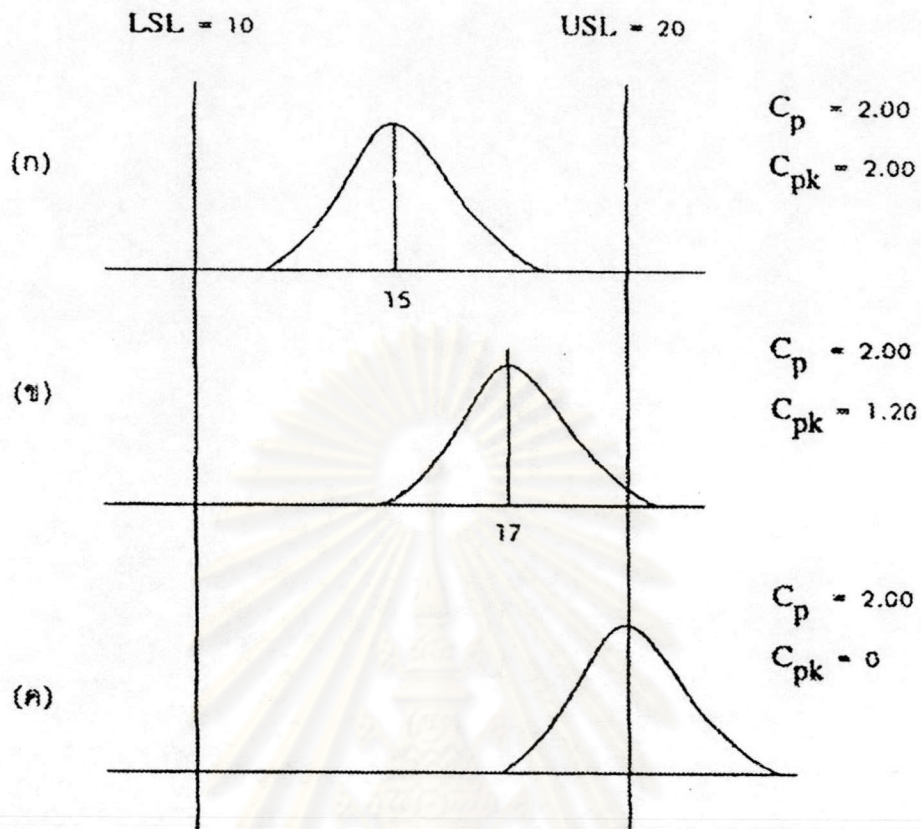 LSL = 10 USL = 20
(ก)
C_p = 2.00
C_pk = 2.00
15
(ข)
C_p = 2.00
C_pk = 1.20
17
(ค)
C_p = 2.00
C_pk = 0